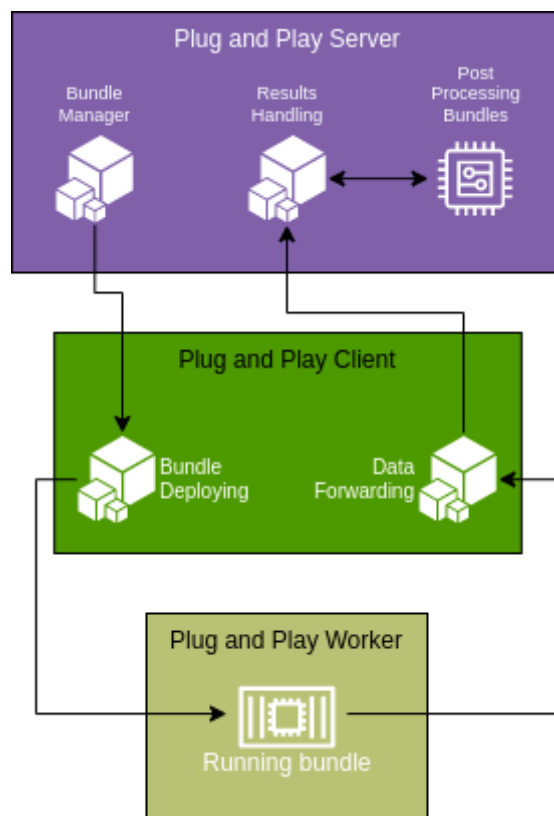 Plug and Play Server
Bundle
Manager
Results
Handling
Post
Processing
Bundles
Plug and Play Client
Bundle
Deploying
Data
Forwarding
Plug and Play Worker
Running bundle